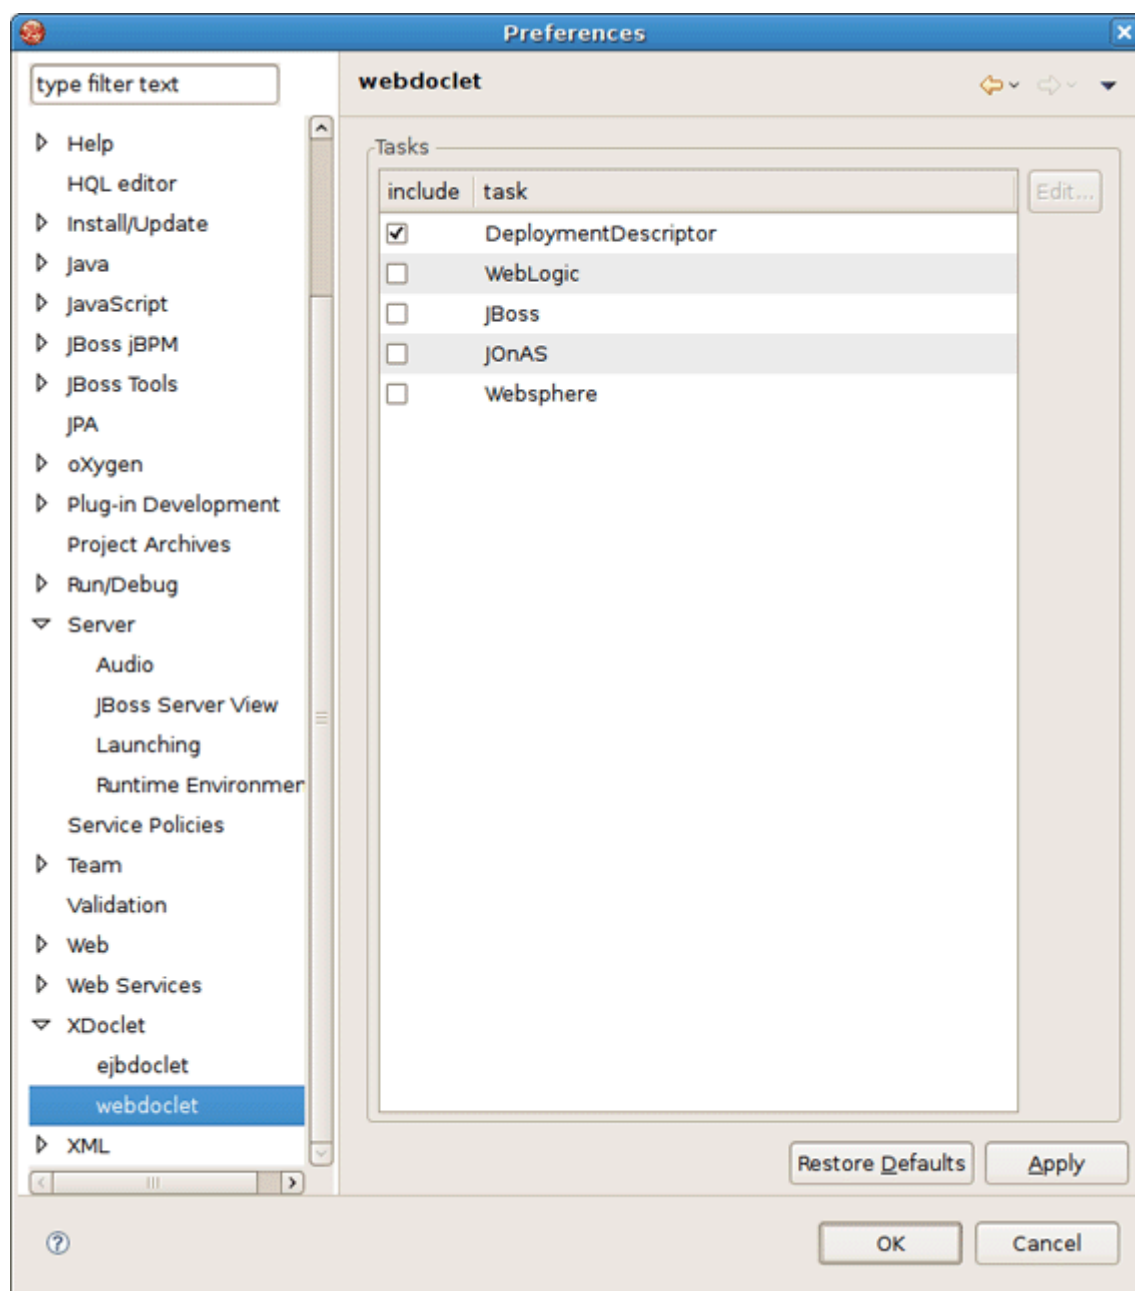 Preferences
type filter text
webdoclet
Help
HQL editor
Install/Update
Java
JavaScript
JBoss jBPM
JBoss Tools
JPA
oXygen
Plug-in Development
Project Archives
Run/Debug
Server
Audio
JBoss Server View
Launching
Runtime Environmen
Service Policies
Team
Validation
Web
Web Services
XDoclet
ejbdoclet
webdoclet
XML
Tasks
include task
Edit...
DeploymentDescriptor
WebLogic
JBoss
JOnAS
Websphere
Restore Defaults Apply
OK Cancel